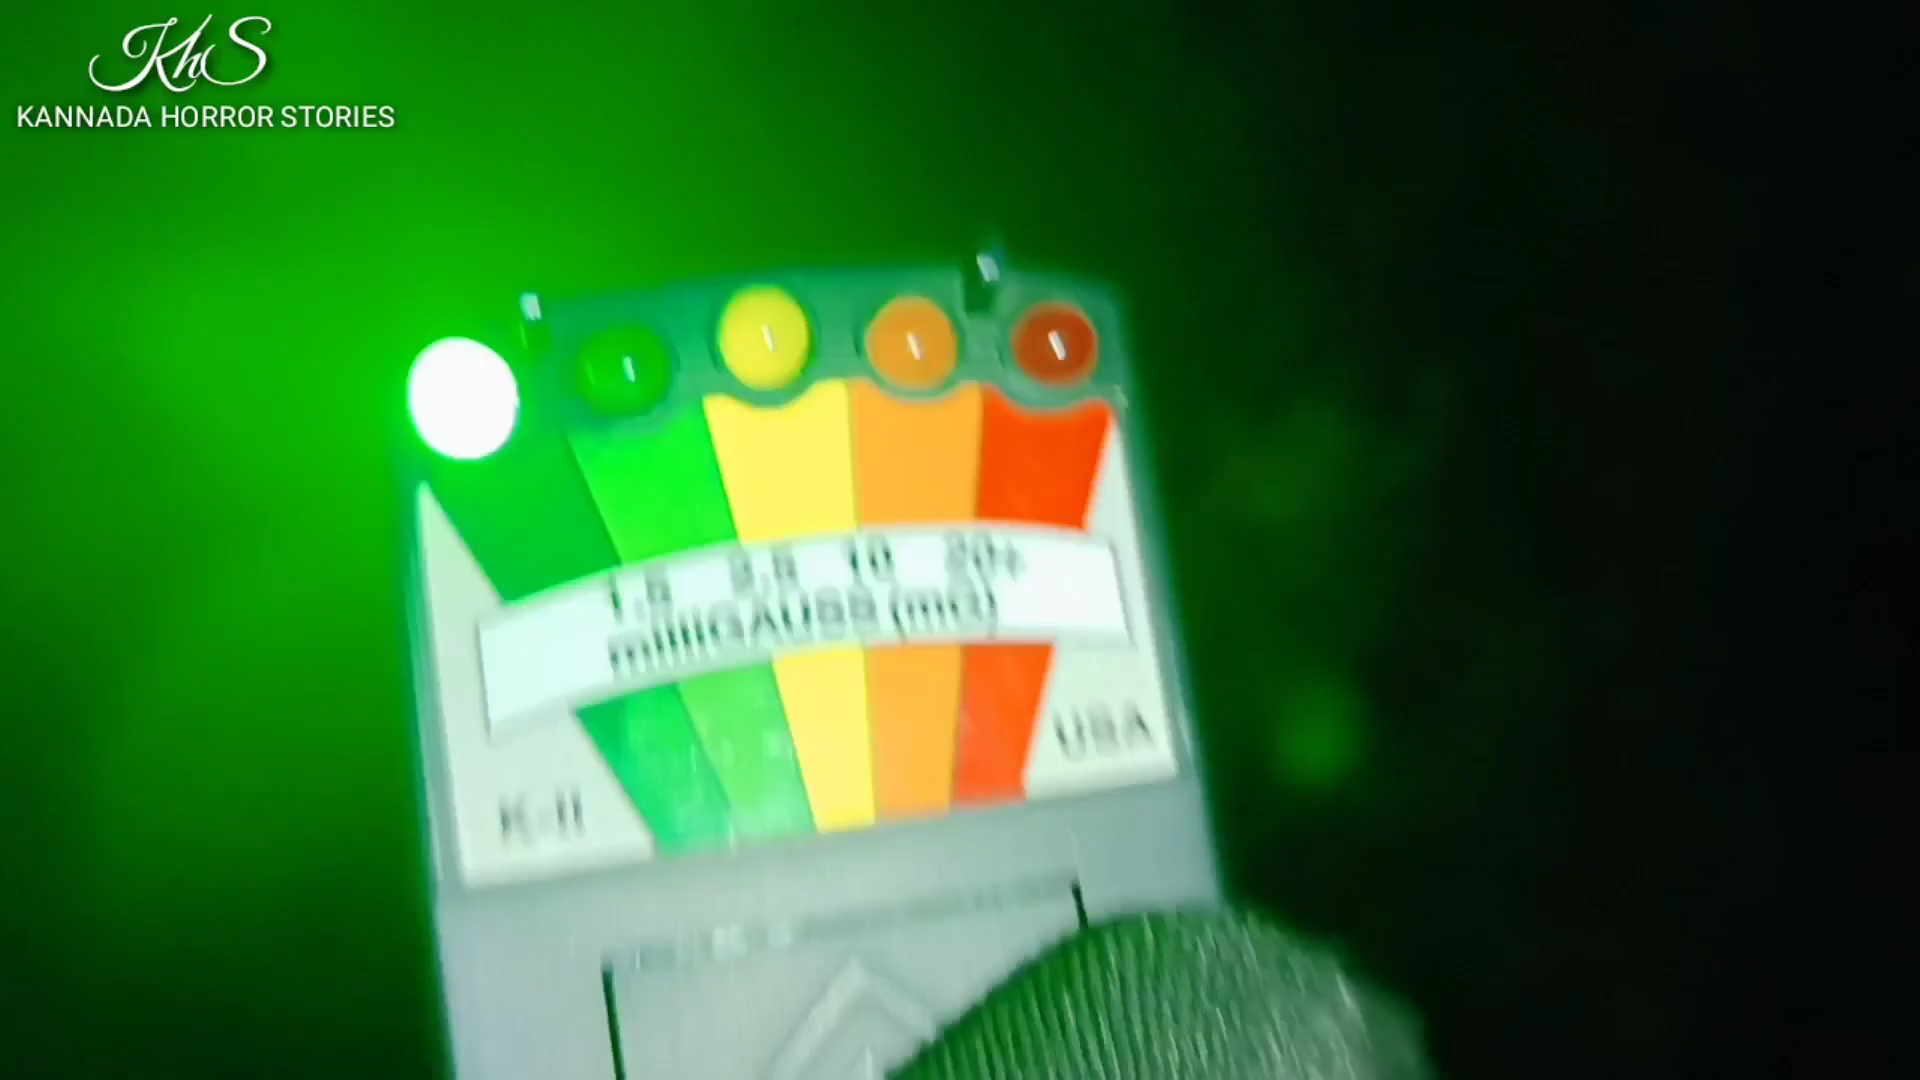 KhS
KANNADA HORROR STORIES
1.5 2.5 10 20+
milliGAUSS (mG)
USA
K-II